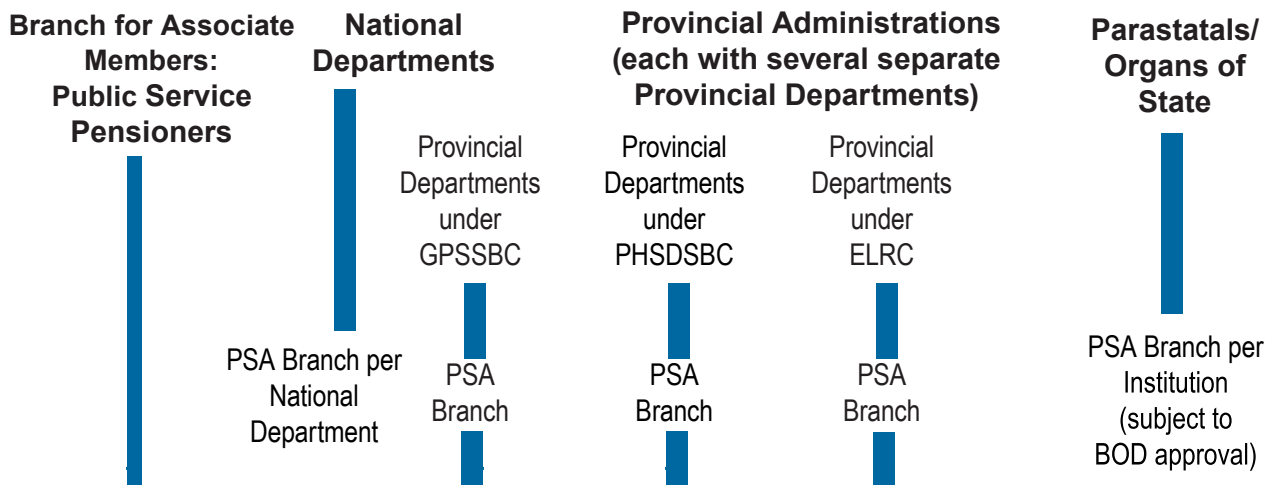 Branch for Associate
Members:
Public Service
Pensioners
National
Departments
Provincial Administrations
(each with several separate
Provincial Departments)
Parastatals/
Organs of
State
Provincial
Departments
under
GPSSBC
Provincial
Departments
under
PHSDSBC
Provincial
Departments
under
ELRC
PSA Branch per
National
Department
PSA
Branch
PSA
Branch
PSA
Branch
PSA Branch per
Institution
(subject to
BOD approval)